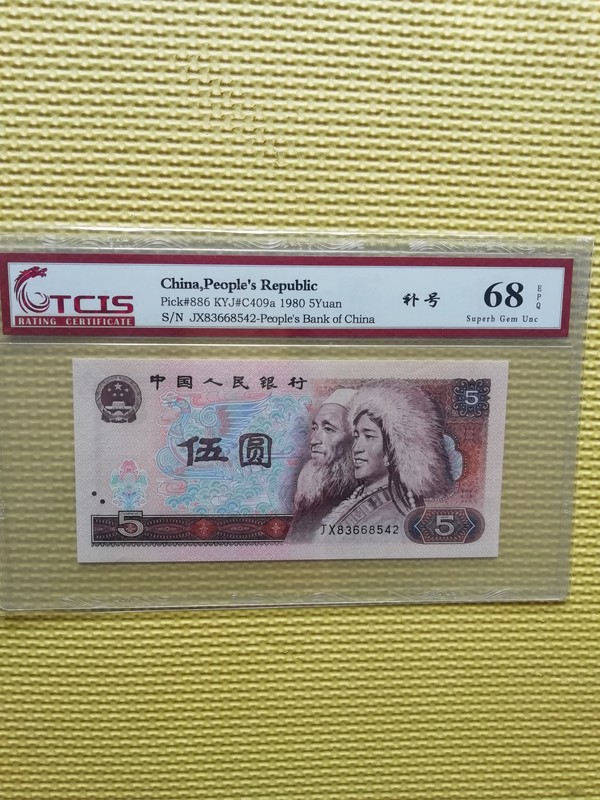 TCIS
RATING CERTIFICATE
China,People's Republic
Pick#886 KYJ#C409a 1980 5Yuan
S/N JX83668542-People's Bank of China
补号
68
EPQ
Superb Gem Unc
中国人民银行
5
伍圆
5
JX83668542
5